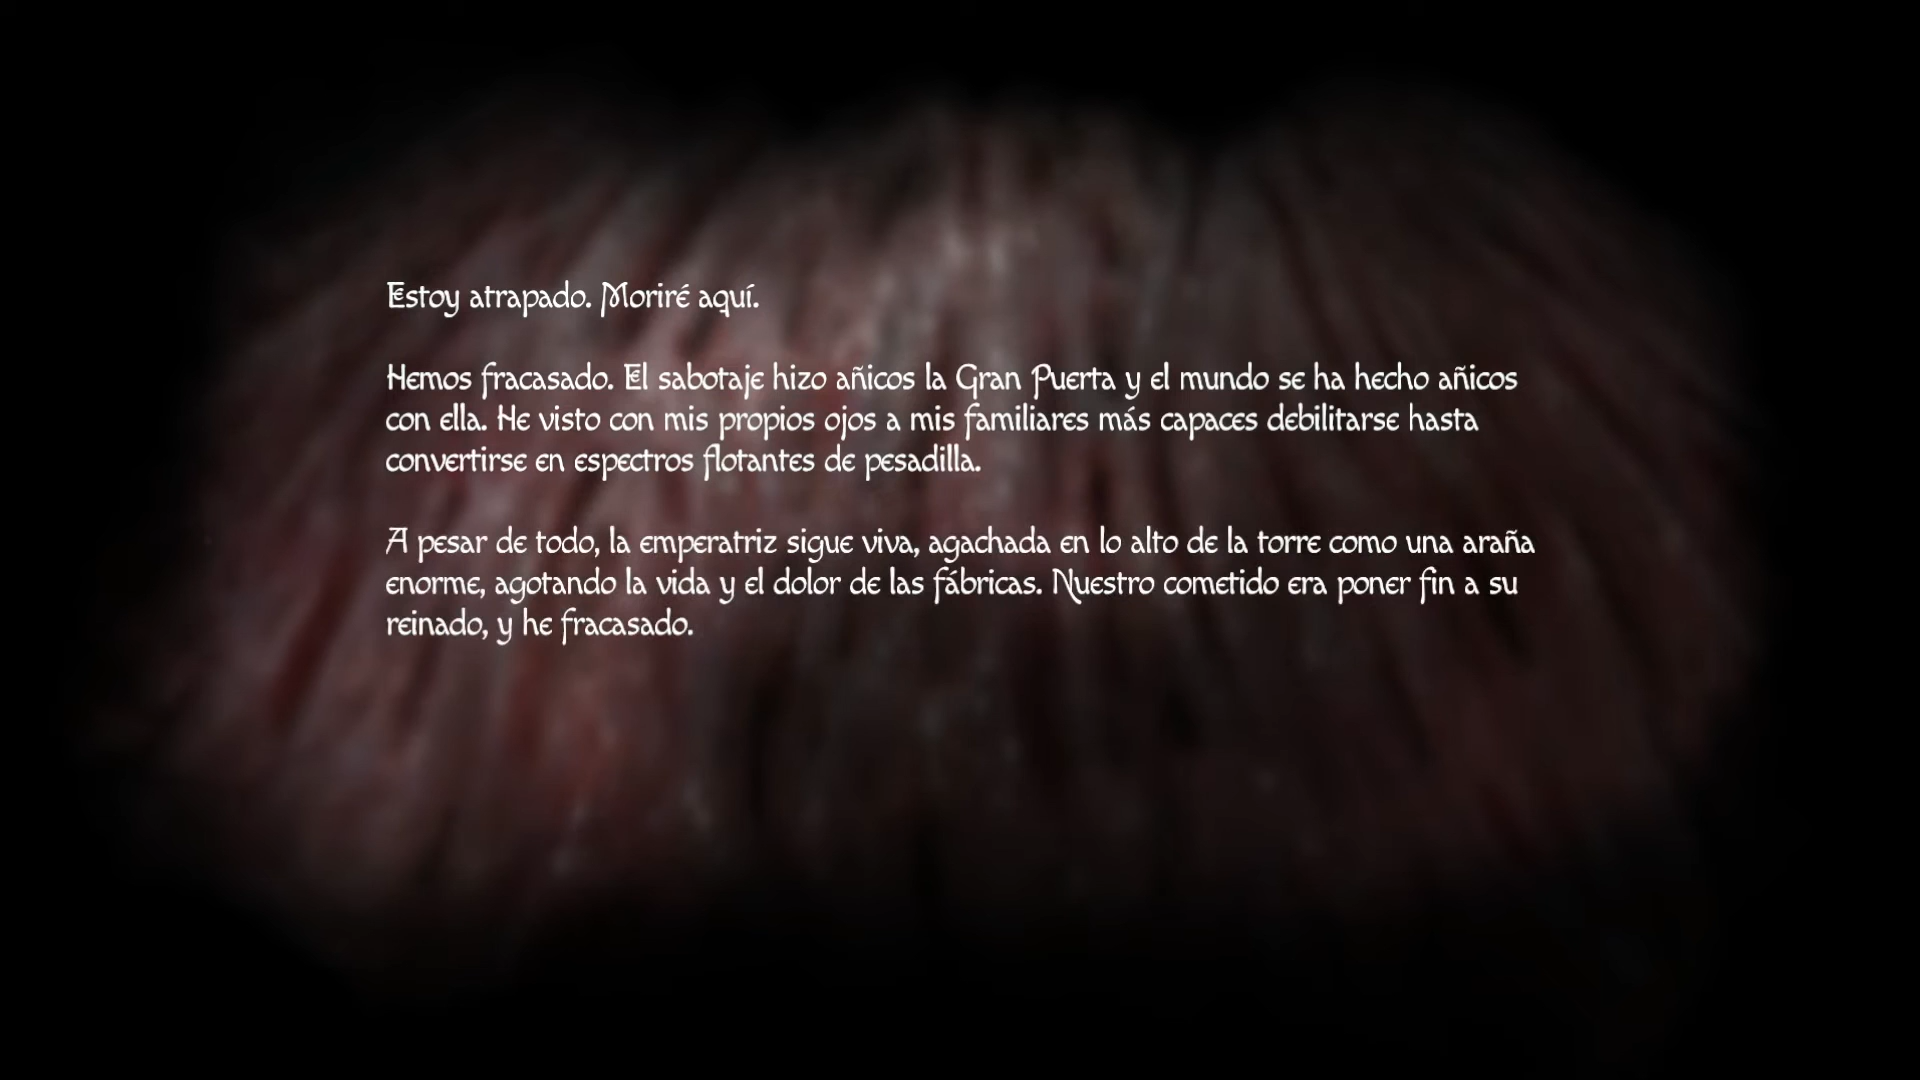 Estoy atrapado. Moriré aquí.
Hemos fracasado. El sabotaje hizo añicos la Gran Puerta y el mundo se ha hecho añicos
con ella. He visto con mis propios ojos a mis familiares más capaces debilitarse hasta
convertirse en espectros flotantes de pesadilla.
A pesar de todo, la emperatriz sigue viva, agachada en lo alto de la torre como una araña
enorme, agotando la vida y el dolor de las fábricas. Nuestro cometido era poner fin a su
reinado, y he fracasado.